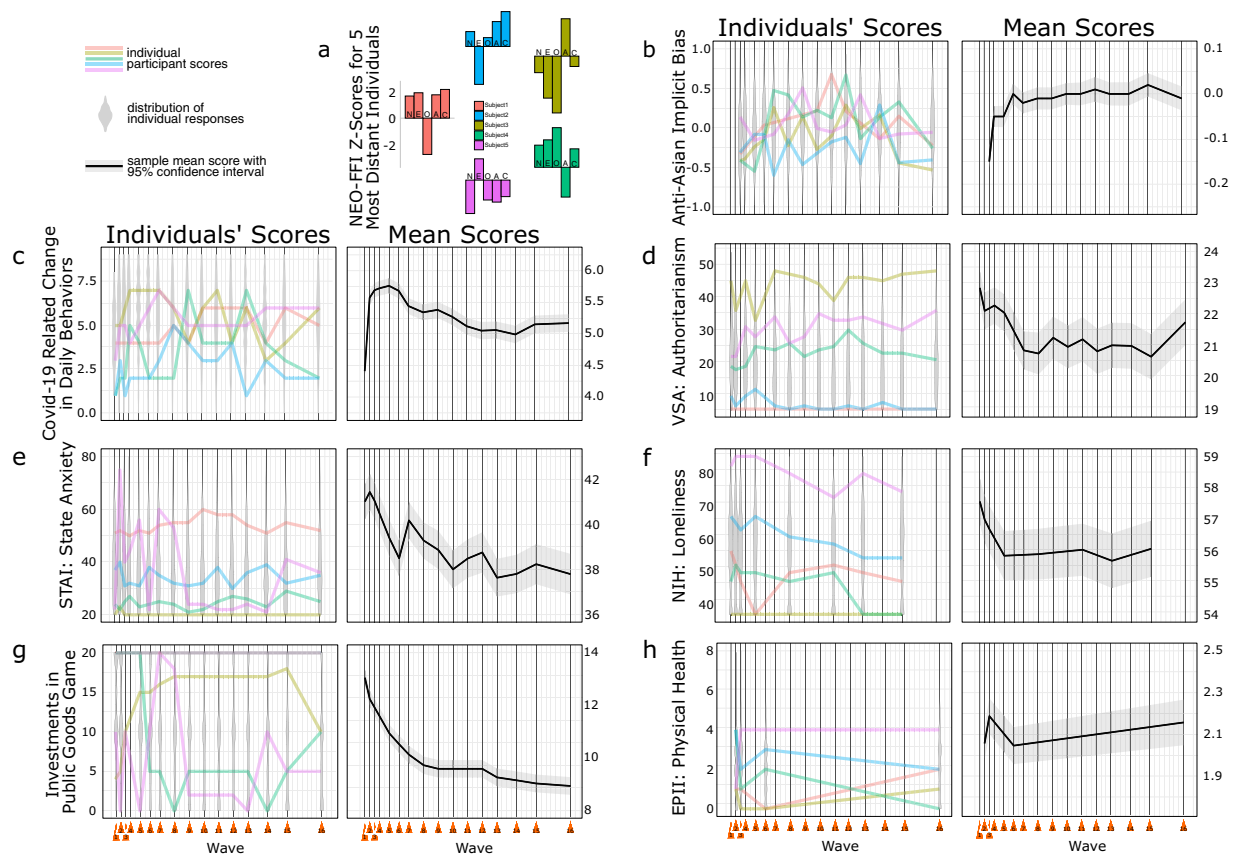 individual
participant scores
distribution of
individual responses
sample mean score with
95% confidence interval
a
NEO-FFI Z-Scores for 5
Most Distant Individuals
2
0
-2
N E O A C
N E O A C
N E O A C
N E O A C
N E O A C
Subject1
Subject2
Subject3
Subject4
Subject5
b
Individuals' Scores
Mean Scores
Anti-Asian Implicit Bias
1.0
0.5
0.0
-0.5
-1.0
0.1
0.0
-0.1
-0.2
Individuals' Scores
Mean Scores
c
Covid-19 Related Change
in Daily Behaviors
7.5
5.0
2.5
0.0
6.0
5.5
5.0
4.5
4.0
d
VSA: Authoritarianism
50
40
30
20
10
24
23
22
21
20
19
e
STAI: State Anxiety
80
60
40
20
42
40
38
36
f
NIH: Loneliness
80
70
60
50
40
59
58
57
56
55
54
g
Investments in
Public Goods Game
20
15
10
5
0
14
12
10
8
Wave
h
EPII: Physical Health
8
6
4
2
0
2.5
2.3
2.1
1.9
Wave